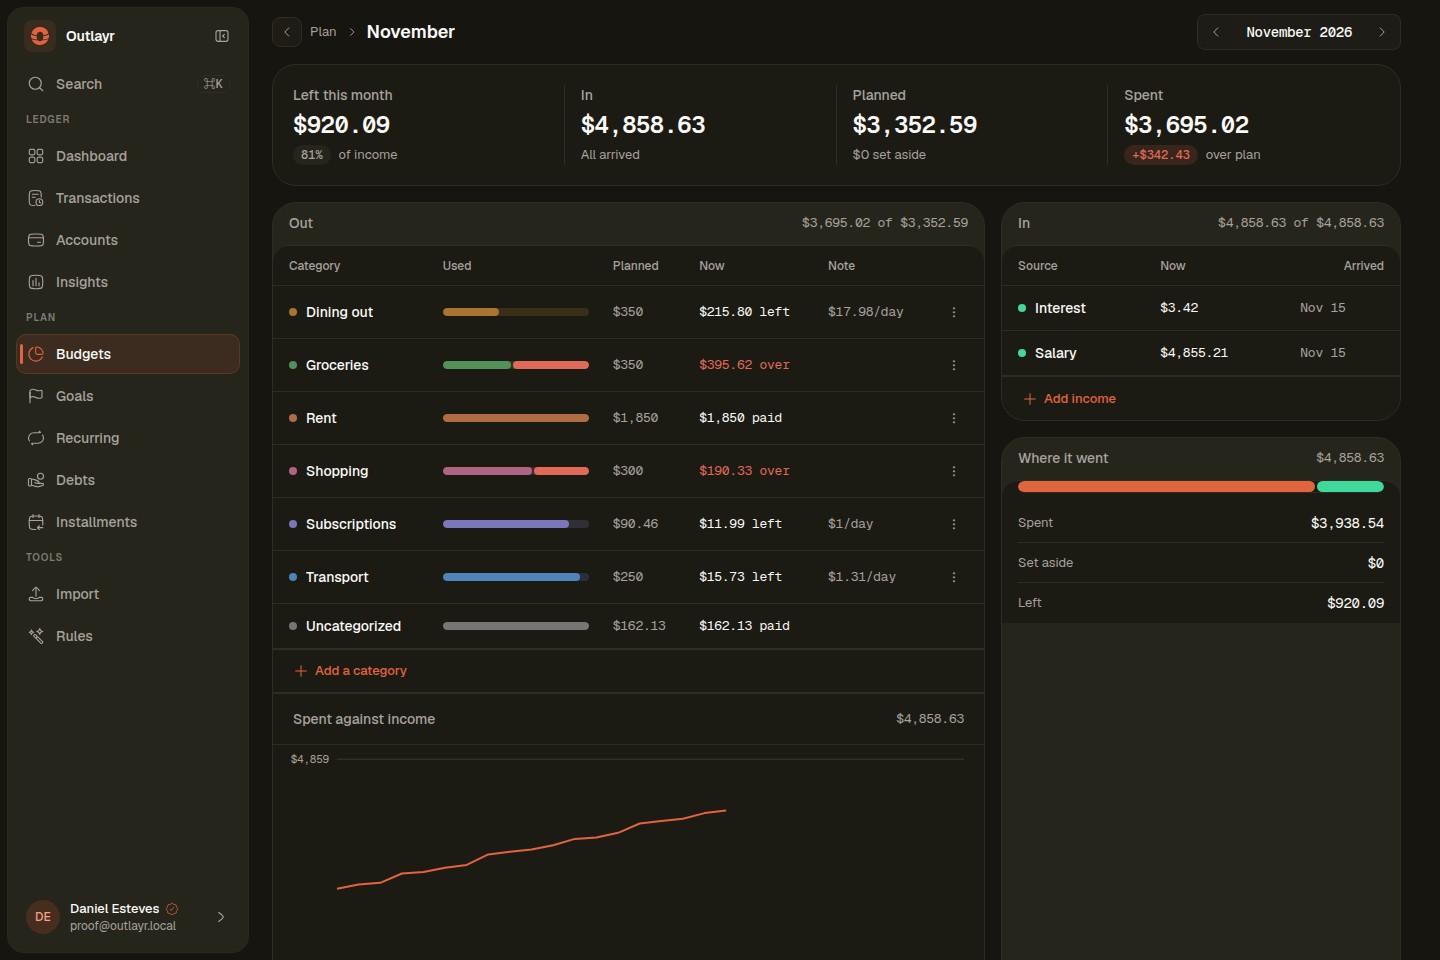 Outlayr
Search ⌘K
LEDGER
Dashboard
Transactions
Accounts
Insights
PLAN
Budgets
Goals
Recurring
Debts
Installments
TOOLS
Import
Rules
DE
Daniel Esteves
proof@outlayr.local
Plan November
November 2026
Left this month
$920.09
81% of income
In
$4,858.63
All arrived
Planned
$3,352.59
$0 set aside
Spent
$3,695.02
+$342.43 over plan
Out $3,695.02 of $3,352.59
Category Used Planned Now Note
Dining out $350 $215.80 left $17.98/day
Groceries $350 $395.62 over
Rent $1,850 $1,850 paid
Shopping $300 $190.33 over
Subscriptions $90.46 $11.99 left $1/day
Transport $250 $15.73 left $1.31/day
Uncategorized $162.13 $162.13 paid
Add a category
Spent against income $4,858.63
$4,859
In $4,858.63 of $4,858.63
Source Now Arrived
Interest $3.42 Nov 15
Salary $4,855.21 Nov 15
Add income
Where it went $4,858.63
Spent $3,938.54
Set aside $0
Left $920.09